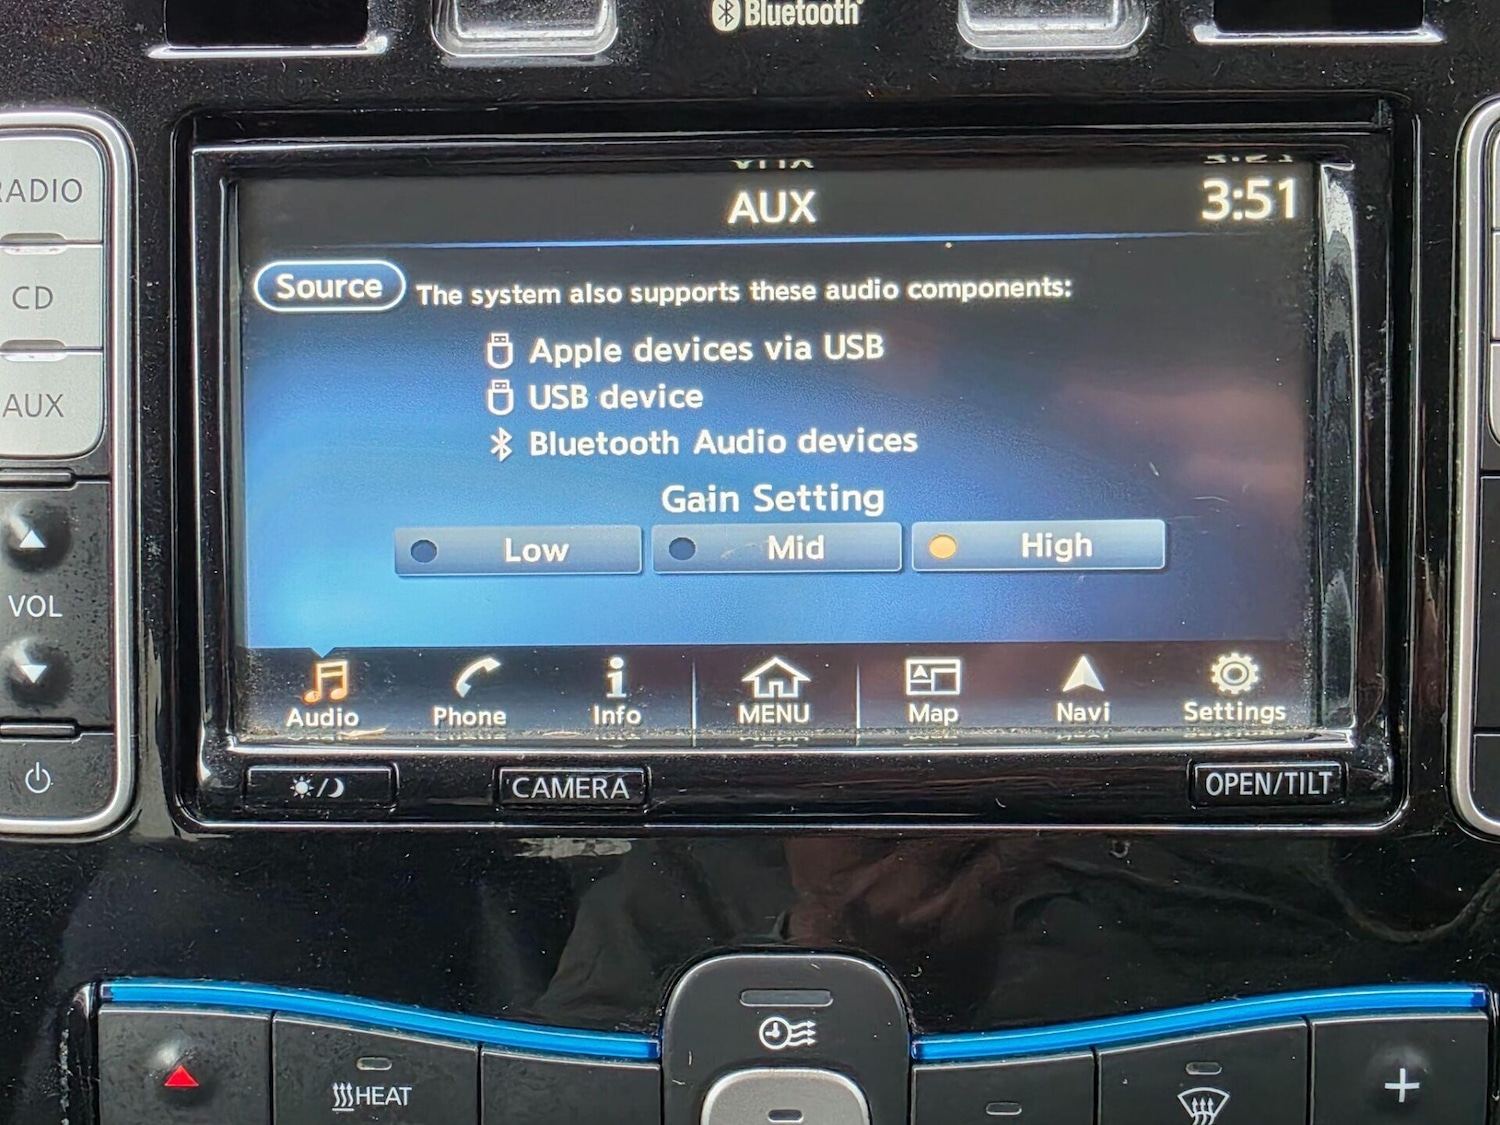 Bluetooth
RADIO
CD
AUX
VOL
AUX
3:51
Source
The system also supports these audio components:
Apple devices via USB
USB device
Bluetooth Audio devices
Gain Setting
Low
Mid
High
Audio
Phone
Info
MENU
Map
Navi
Settings
CAMERA
OPEN/TILT
HEAT
+